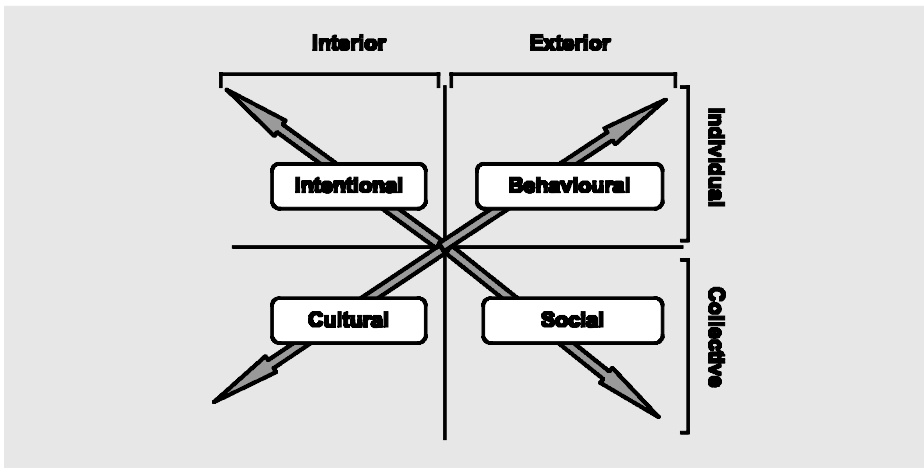 Interior
Exterior
Individual
Intentional
Behavioural
Cultural
Social
Collective